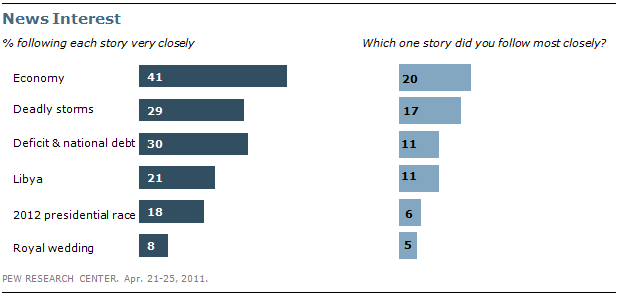 News Interest
% following each story very closely
Which one story did you follow most closely?
Economy 41 20
Deadly storms 29 17
Deficit & national debt 30 11
Libya 21 11
2012 presidential race 18 6
Royal wedding 8 5
PEW RESEARCH CENTER. Apr. 21-25, 2011.